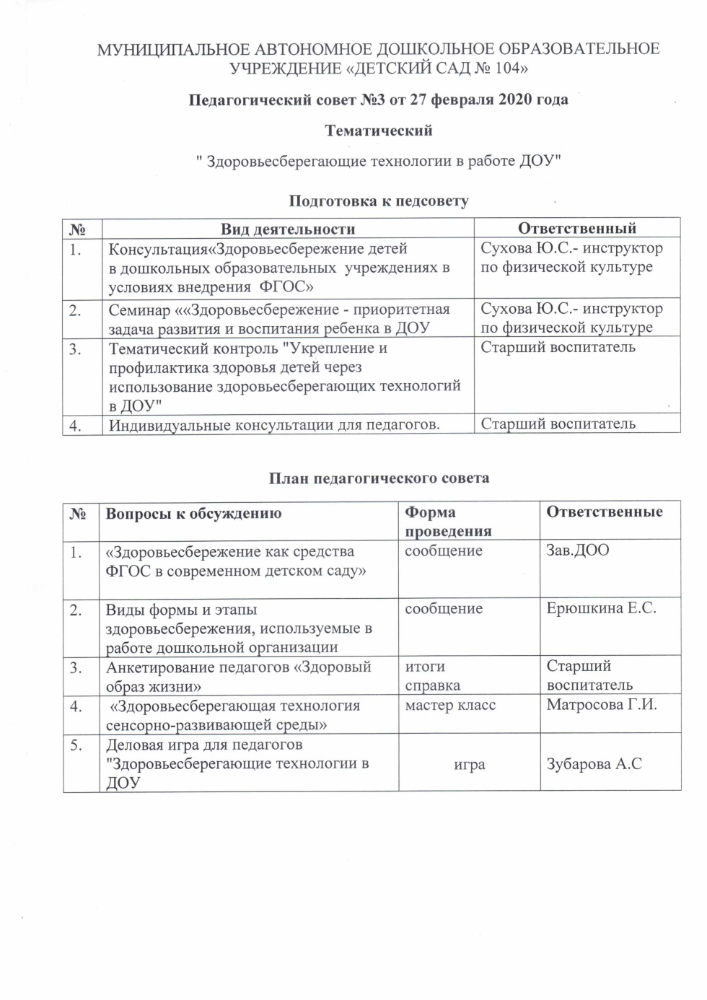 МУНИЦИПАЛЬНОЕ АВТОНОМНОЕ ДОШКОЛЬНОЕ ОБРАЗОВАТЕЛЬНОЕ
УЧРЕЖДЕНИЕ «ДЕТСКИЙ САД № 104»
Педагогический совет №3 от 27 февраля 2020 года
Тематический
" Здоровьесберегающие технологии в работе ДОУ"
Подготовка к педсовету
№ Вид деятельности Ответственный
1. Консультация«Здоровьесбережение детей Сухова Ю.С.- инструктор
в дошкольных образовательных учреждениях в по физической культуре
условиях внедрения ФГОС»
2. Семинар ««Здоровьесбережение - приоритетная Сухова Ю.С.- инструктор
задача развития и воспитания ребенка в ДОУ по физической культуре
3. Тематический контроль "Укрепление и Старший воспитатель
профилактика здоровья детей через
использование здоровьесберегающих технологий
в ДОУ"
4. Индивидуальные консультации для педагогов. Старший воспитатель
План педагогического совета
№ Вопросы к обсуждению Форма Ответственные
проведения
1. «Здоровьесбережение как средства сообщение Зав.ДОО
ФГОС в современном детском саду»
2. Виды формы и этапы сообщение Ерюшкина Е.С.
здоровьесбережения, используемые в
работе дошкольной организации
3. Анкетирование педагогов «Здоровый итоги Старший
образ жизни» справка воспитатель
4. «Здоровьесберегающая технология мастер класс Матросова Г.И.
сенсорно-развивающей среды»
5. Деловая игра для педагогов
"Здоровьесберегающие технологии в игра Зубарова А.С
ДОУ